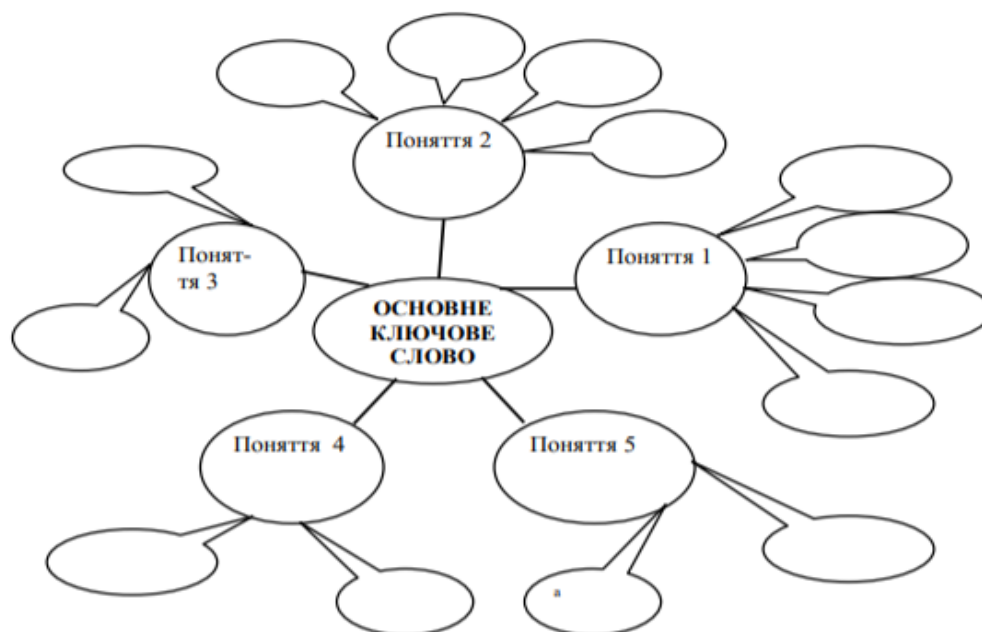 Поняття 2
Поняття 1
Понят-
тя 3
ОСНОВНЕ
КЛЮЧОВЕ
СЛОВО
Поняття 4
Поняття 5
а